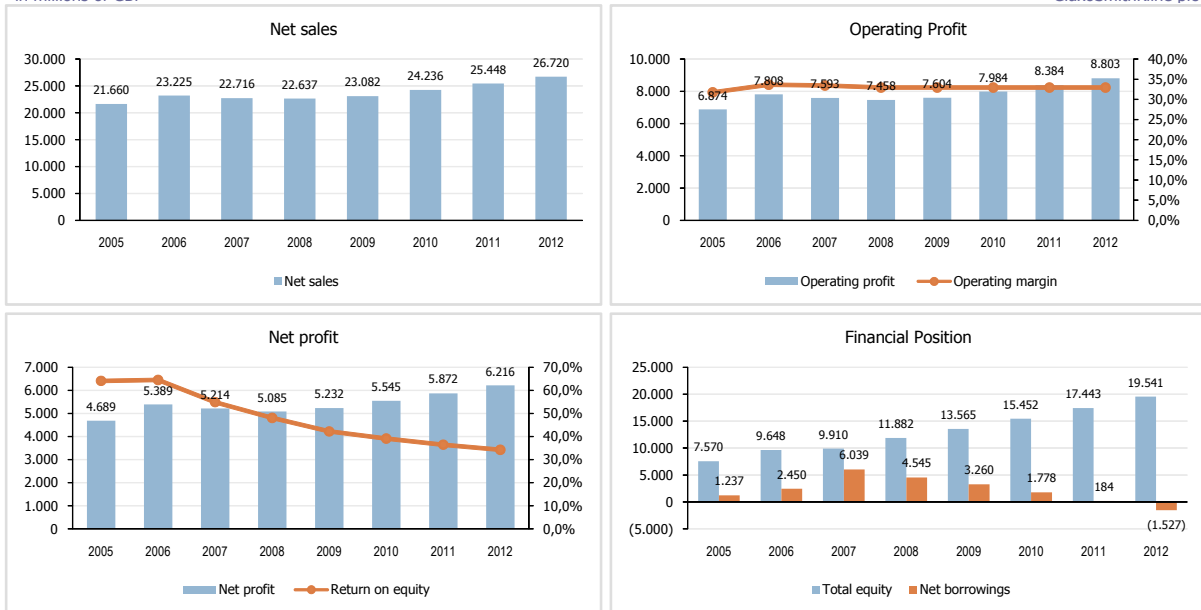 Net sales
30.000
25.000
20.000
15.000
10.000
5.000
0
21.660 23.225 22.716 22.637 23.082 24.236 25.448 26.720
2005 2006 2007 2008 2009 2010 2011 2012
Net sales
Operating Profit
10.000
8.000
6.000
4.000
2.000
0
6.874 7.808 7.593 7.458 7.604 7.984 8.384 8.803
40,0%
35,0%
30,0%
25,0%
20,0%
15,0%
10,0%
5,0%
0,0%
2005 2006 2007 2008 2009 2010 2011 2012
Operating profit Operating margin
Net profit
7.000
6.000
5.000
4.000
3.000
2.000
1.000
0
4.689 5.389 5.214 5.085 5.232 5.545 5.872 6.216
70,0%
60,0%
50,0%
40,0%
30,0%
20,0%
10,0%
0,0%
2005 2006 2007 2008 2009 2010 2011 2012
Net profit Return on equity
Financial Position
25.000
20.000
15.000
10.000
5.000
0
(5.000)
7.570 9.648 9.910 11.882 13.565 15.452 17.443 19.541
1.237 2.450 6.039 4.545 3.260 1.778 184 (1.527)
2005 2006 2007 2008 2009 2010 2011 2012
Total equity Net borrowings